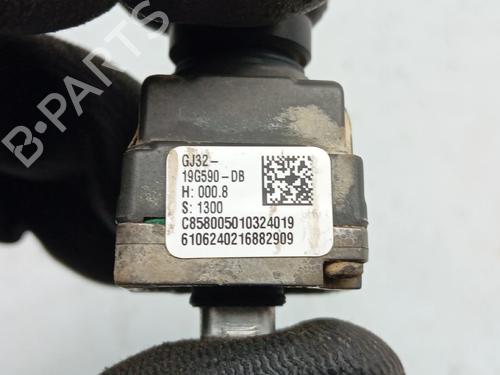 GJ32-
19G590-DB
H: 000.8
S: 1300
C858005010324019
6106240216882909
B-PARTS